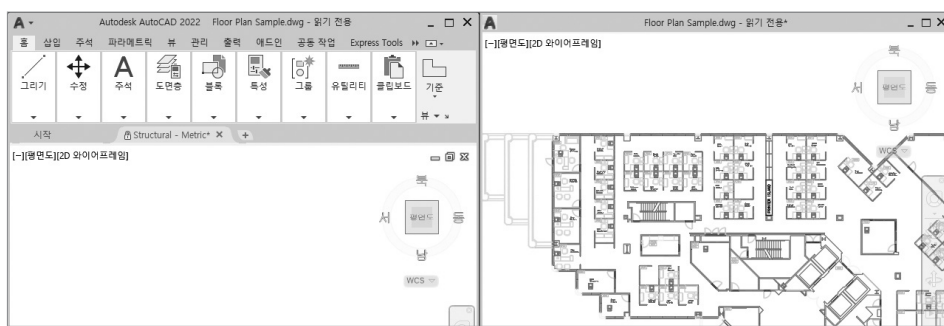 Autodesk AutoCAD 2022 Floor Plan Sample.dwg - 읽기 전용
홈 삽입 주석 파라메트릭 뷰 관리 출력 애드인 공동 작업 Express Tools
그리기 수정 주석 도면층 블록 특성 그룹 유틸리티 클립보드 기준
뷰
시작 Structural - Metric* +
[-][평면도][2D 와이어프레임]
북
서 평면도 동
남
WCS
Floor Plan Sample.dwg - 읽기 전용*
[-][평면도][2D 와이어프레임]
북
서 평면도 동
남
WCS